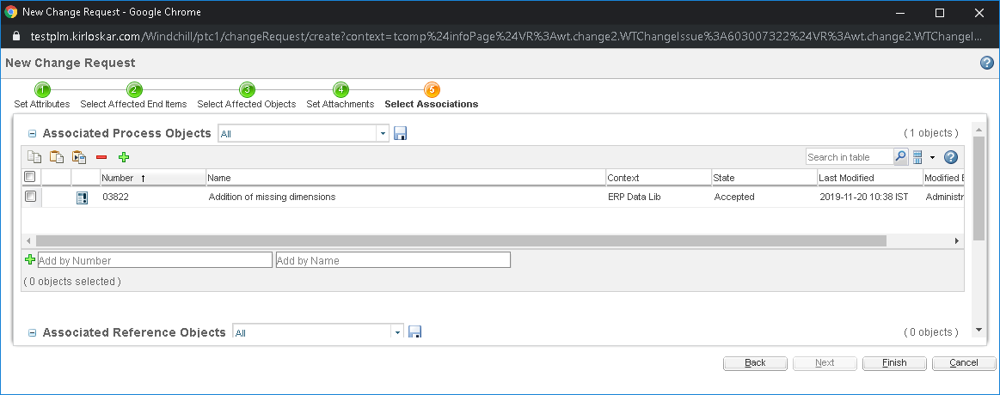 New Change Request - Google Chrome
testplm.kirloskar.com/Windchill/ptc1/changeRequest/create?context=tcomp%24infoPage%24VR%3Awt.change2.WTChangeIssue%3A603007322%24VR%3Awt.change2.WTChangeI...
New Change Request
1 2 3 4 5
Set Attributes Select Affected End Items Select Affected Objects Set Attachments Select Associations
Associated Process Objects All ( 1 objects )
Search in table
Number ↑ Name Context State Last Modified Modified E
03822 Addition of missing dimensions ERP Data Lib Accepted 2019-11-20 10:38 IST Administr
Add by Number Add by Name
( 0 objects selected )
Associated Reference Objects All ( 0 objects )
Back Next Finish Cancel